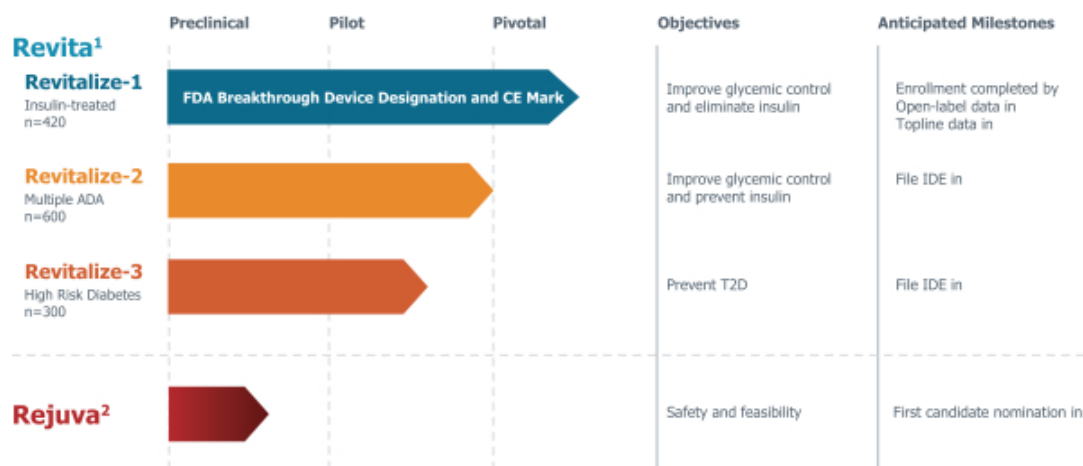 Preclinical Pilot Pivotal Objectives Anticipated Milestones
Revita¹
Revitalize-1
Insulin-treated
n=420
FDA Breakthrough Device Designation and CE Mark
Improve glycemic control
and eliminate insulin
Enrollment completed by
Open-label data in
Topline data in
Revitalize-2
Multiple ADA
n=600
Improve glycemic control
and prevent insulin
File IDE in
Revitalize-3
High Risk Diabetes
n=300
Prevent T2D
File IDE in
Rejuva²
Safety and feasibility
First candidate nomination in